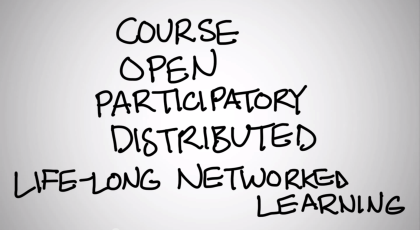 COURSE
OPEN
PARTICIPATORY
DISTRIBUTED
LIFE-LONG NETWORKED
LEARNING